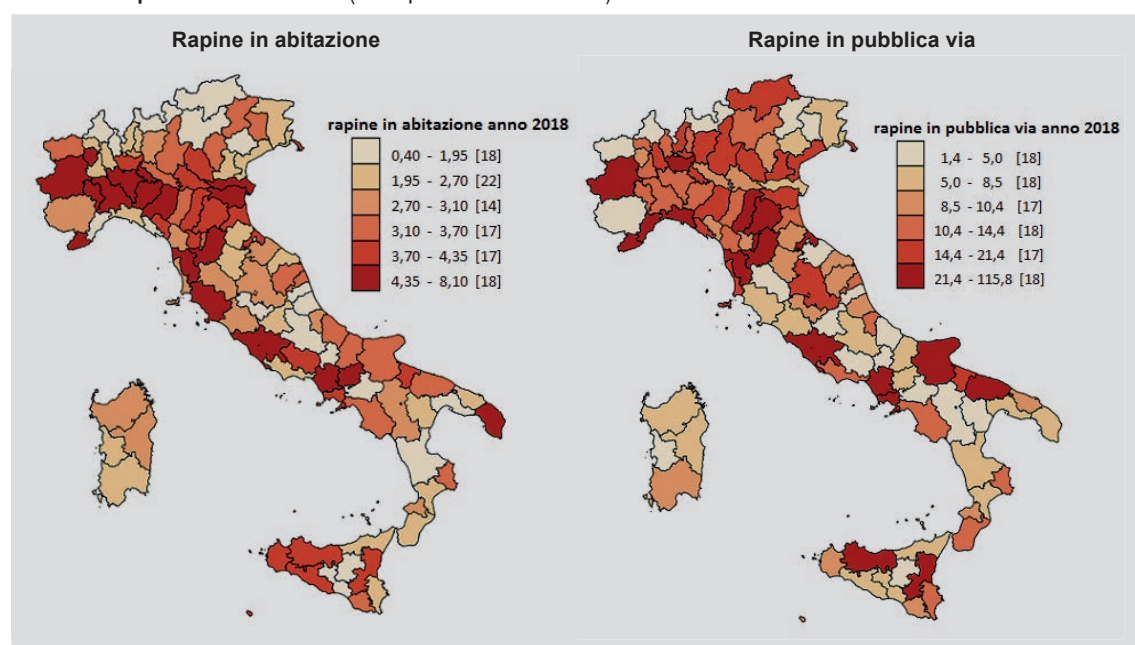 Rapine in abitazione
Rapine in pubblica via
rapine in abitazione anno 2018
0,40 - 1,95 [18]
1,95 - 2,70 [22]
2,70 - 3,10 [14]
3,10 - 3,70 [17]
3,70 - 4,35 [17]
4,35 - 8,10 [18]
rapine in pubblica via anno 2018
1,4 - 5,0 [18]
5,0 - 8,5 [18]
8,5 - 10,4 [17]
10,4 - 14,4 [18]
14,4 - 21,4 [17]
21,4 - 115,8 [18]